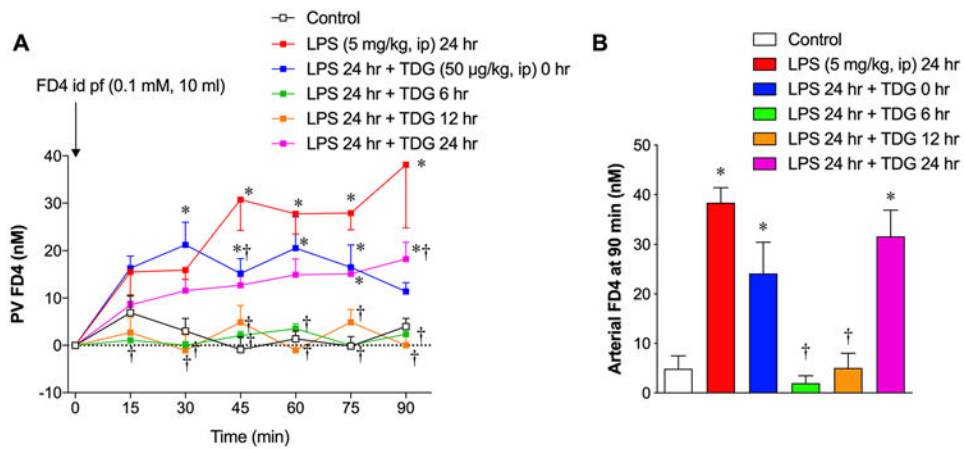 A
Control
LPS (5 mg/kg, ip) 24 hr
LPS 24 hr + TDG (50 µg/kg, ip) 0 hr
LPS 24 hr + TDG 6 hr
LPS 24 hr + TDG 12 hr
LPS 24 hr + TDG 24 hr
FD4 id pf (0.1 mM, 10 ml)
PV FD4 (nM)
40
30
20
10
0
-10
* * * * *
*† * * *†
*
† † † †
† † † †
† † † † †
0 15 30 45 60 75 90
Time (min)
B
Control
LPS (5 mg/kg, ip) 24 hr
LPS 24 hr + TDG 0 hr
LPS 24 hr + TDG 6 hr
LPS 24 hr + TDG 12 hr
LPS 24 hr + TDG 24 hr
Arterial FD4 at 90 min (nM)
50
40
30
20
10
0
* * † † *